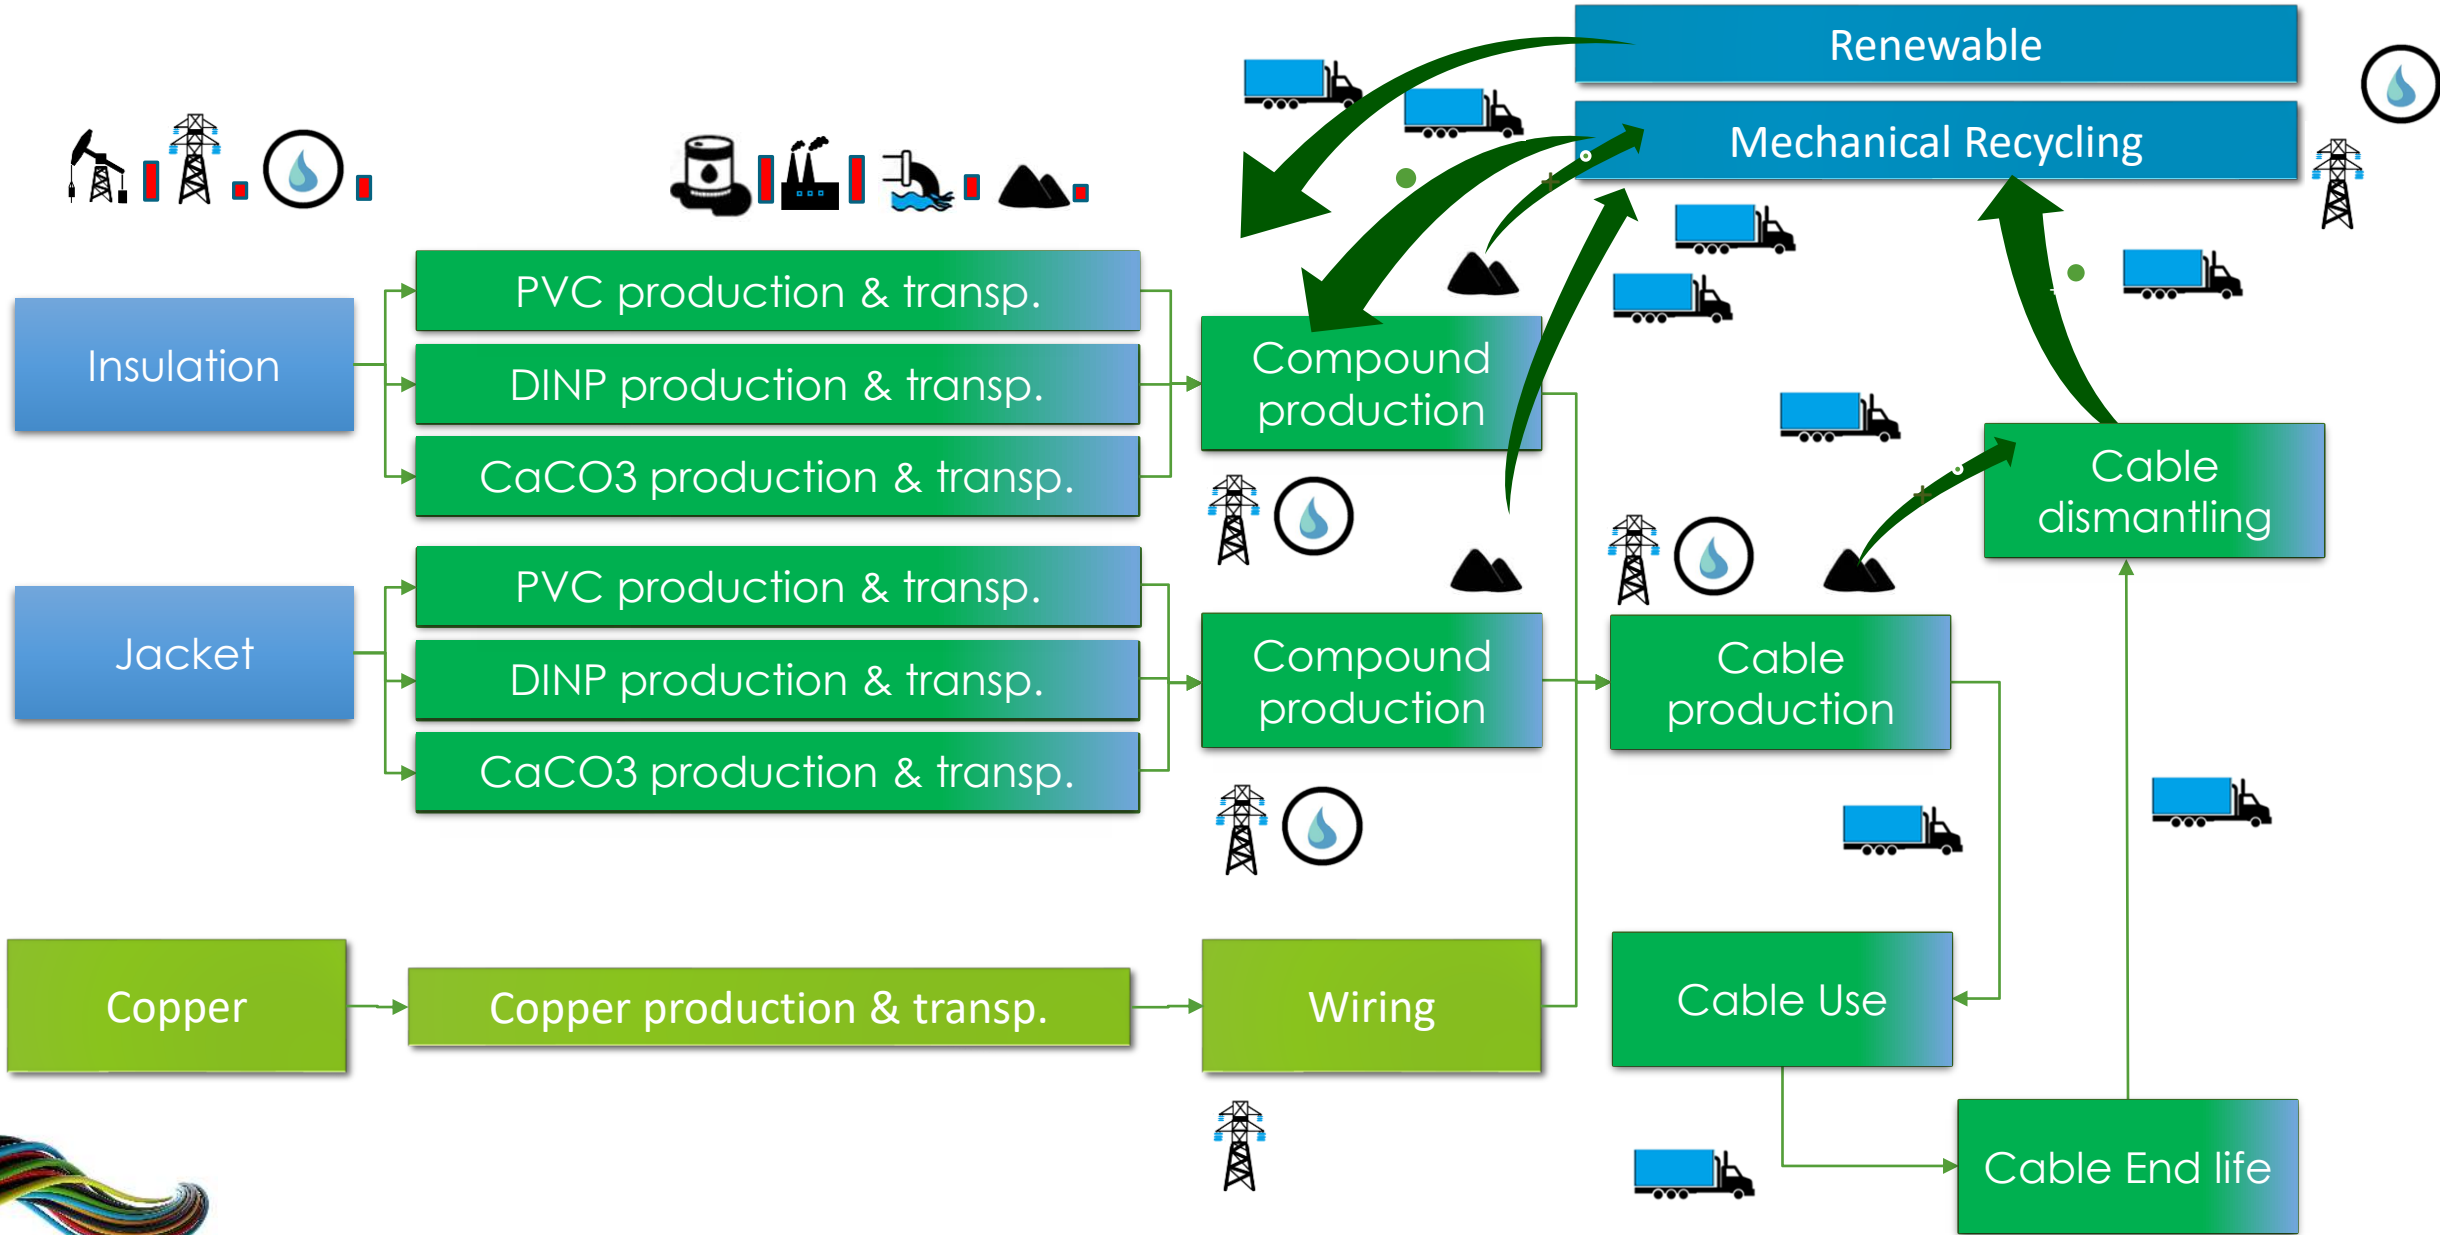 Renewable
Mechanical Recycling
Insulation
PVC production & transp.
DINP production & transp.
CaCO3 production & transp.
Compound
production
Cable
dismantling
Jacket
PVC production & transp.
DINP production & transp.
CaCO3 production & transp.
Compound
production
Cable
production
Copper
Copper production & transp.
Wiring
Cable Use
Cable End life